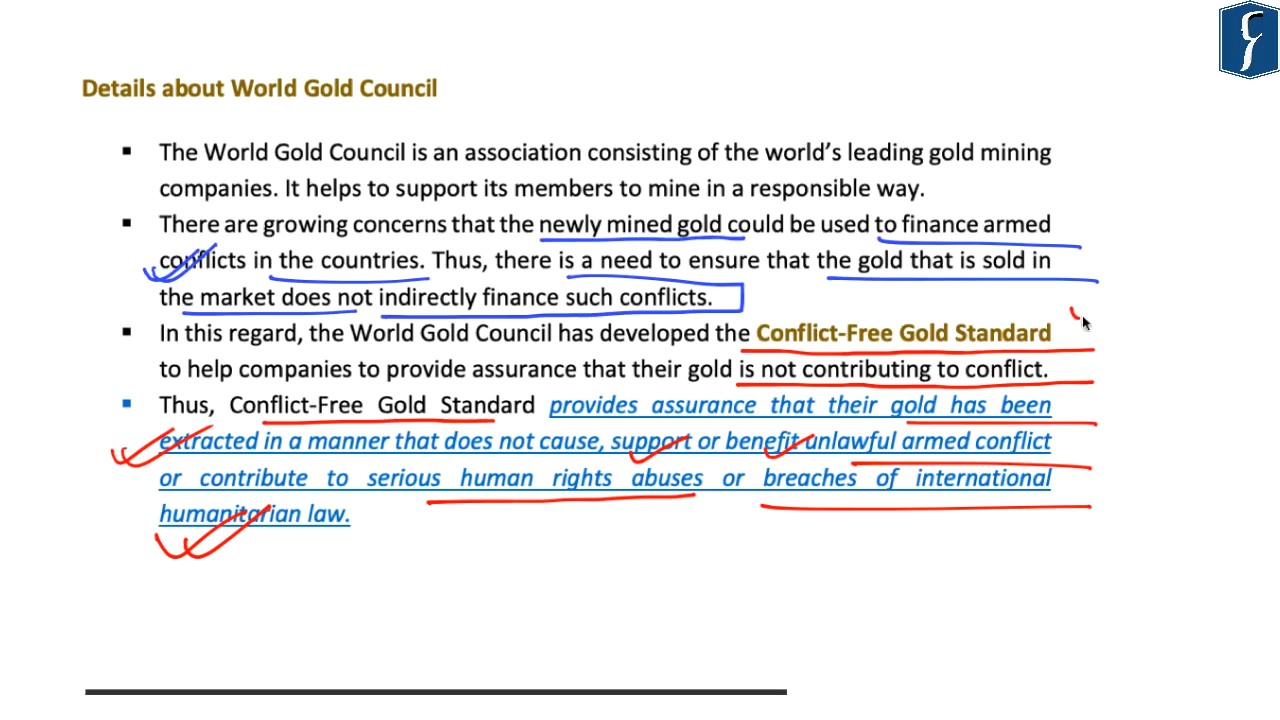 Details about World Gold Council
▪ The World Gold Council is an association consisting of the world's leading gold mining
companies. It helps to support its members to mine in a responsible way.
▪ There are growing concerns that the newly mined gold could be used to finance armed
conflicts in the countries. Thus, there is a need to ensure that the gold that is sold in
the market does not indirectly finance such conflicts.
▪ In this regard, the World Gold Council has developed the Conflict-Free Gold Standard
to help companies to provide assurance that their gold is not contributing to conflict.
▪ Thus, Conflict-Free Gold Standard provides assurance that their gold has been
extracted in a manner that does not cause, support or benefit unlawful armed conflict
or contribute to serious human rights abuses or breaches of international
humanitarian law.